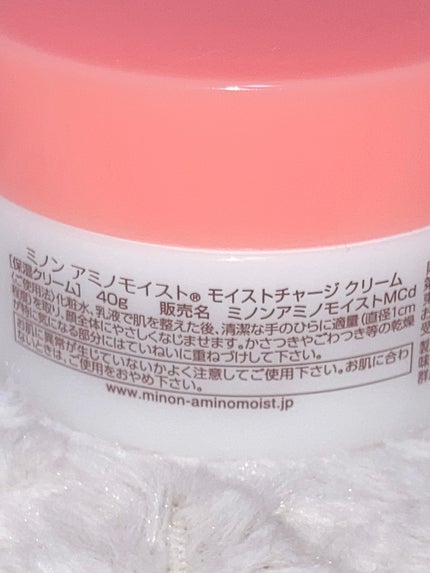 ミノン アミノモイスト® モイストチャージ クリーム
[保湿クリーム] 40g 販売名 ミノンアミノモイストMCd
〈ご使用法〉化粧水、乳液で肌を整えた後、清潔な手のひらに適量(直径1cm
程度)を取り、顔全体にやさしくなじませます。かさつきやごわつき等の乾燥
が特に気になる部分にはていねいに重ねづけして下さい。
お肌に異常が生じていないかよく注意してご使用下さい。お肌に合わ
ないときは、ご使用をおやめ下さい。
www.minon-aminomoist.jp